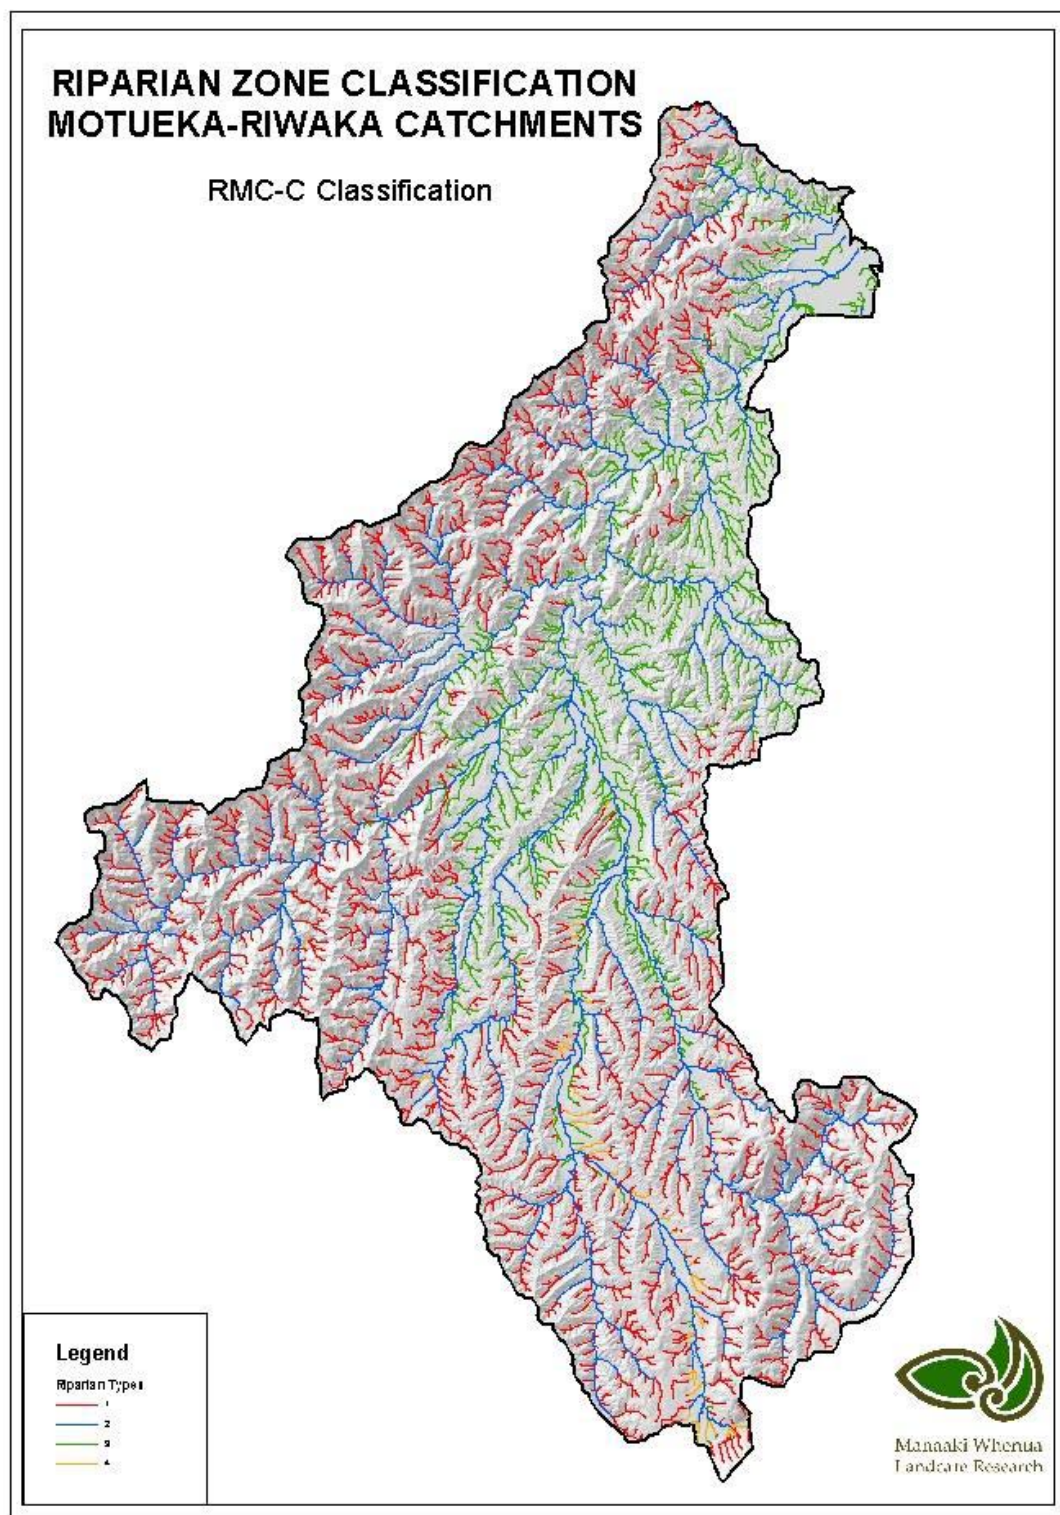 RIPARIAN ZONE CLASSIFICATION
MOTUEKA-RIWAKA CATCHMENTS
RMC-C Classification
Legend
Riparian Types
1
2
3
4
Manaaki Whenua
Landcare Research